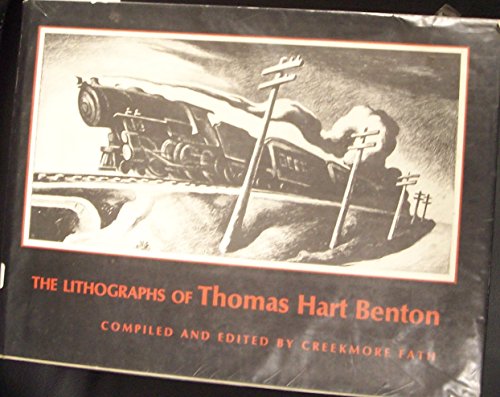 THE LITHOGRAPHS OF Thomas Hart Benton
COMPILED AND EDITED BY CREEKMORE FATH